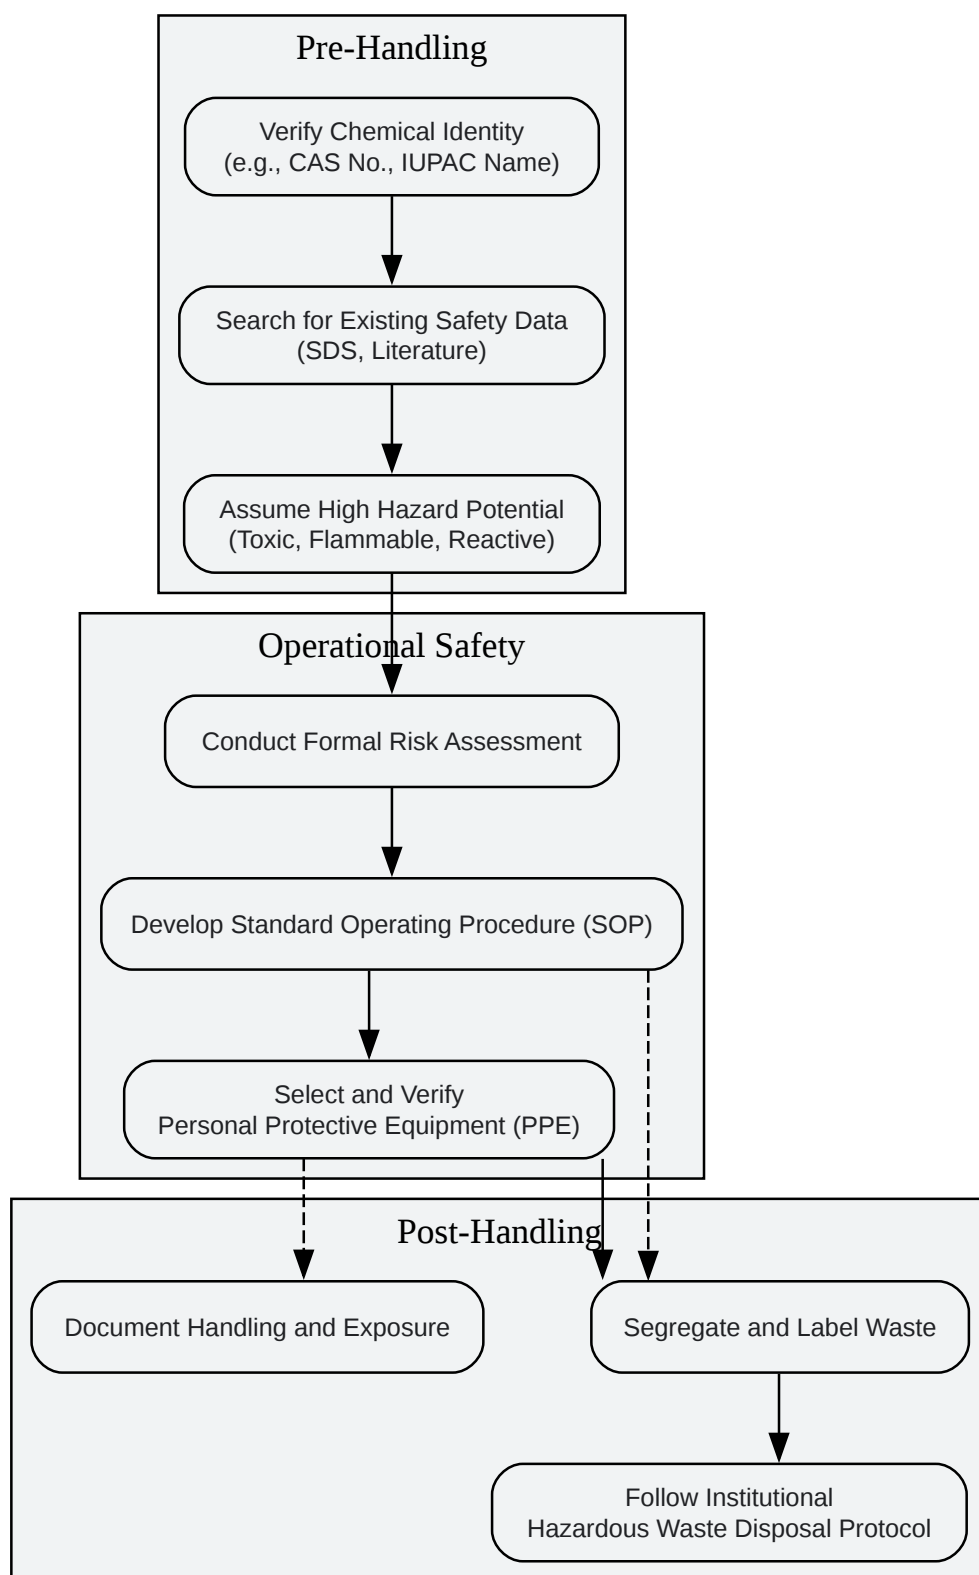 Pre-Handling
Verify Chemical Identity
(e.g., CAS No., IUPAC Name)
Search for Existing Safety Data
(SDS, Literature)
Assume High Hazard Potential
(Toxic, Flammable, Reactive)
Operational Safety
Conduct Formal Risk Assessment
Develop Standard Operating Procedure (SOP)
Select and Verify
Personal Protective Equipment (PPE)
Post-Handling
Document Handling and Exposure
Segregate and Label Waste
Follow Institutional
Hazardous Waste Disposal Protocol